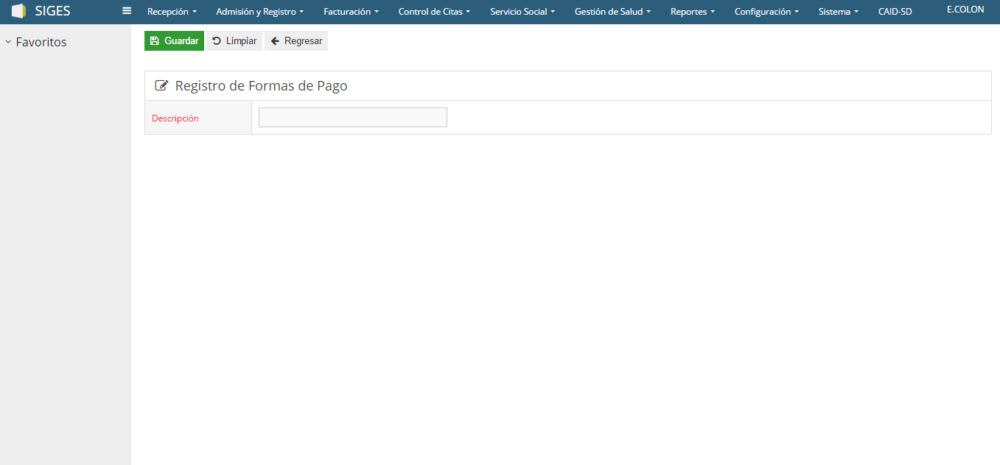 SIGES Recepción Admisión y Registro Facturación Control de Citas Servicio Social Gestión de Salud Reportes Configuración Sistema CAID-SD E.COLON
Favoritos
Guardar Limpiar Regresar
Registro de Formas de Pago
Descripción